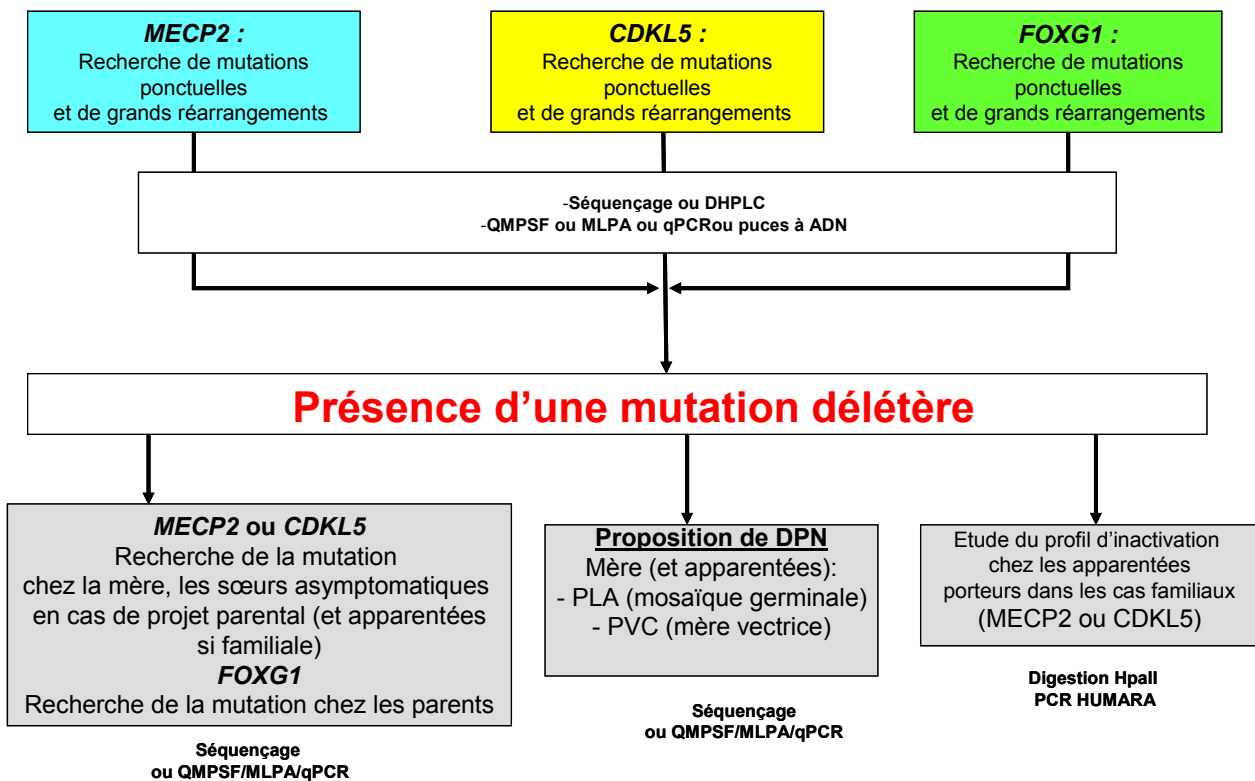 MECP2 :
Recherche de mutations
ponctuelles
et de grands réarrangements
CDKL5 :
Recherche de mutations
ponctuelles
et de grands réarrangements
FOXG1 :
Recherche de mutations
ponctuelles
et de grands réarrangements
-Séquençage ou DHPLC
-QMPSF ou MLPA ou qPCRou puces à ADN
Présence d’une mutation délétère
MECP2 ou CDKL5
Recherche de la mutation
chez la mère, les sœurs asymptomatiques
en cas de projet parental (et apparentées
si familiale)
FOXG1
Recherche de la mutation chez les parents
Séquençage
ou QMPSF/MLPA/qPCR
Proposition de DPN
Mère (et apparentées):
- PLA (mosaïque germinale)
- PVC (mère vectrice)
Séquençage
ou QMPSF/MLPA/qPCR
Etude du profil d’inactivation
chez les apparentées
porteurs dans les cas familiaux
(MECP2 ou CDKL5)
Digestion HpaII
PCR HUMARA